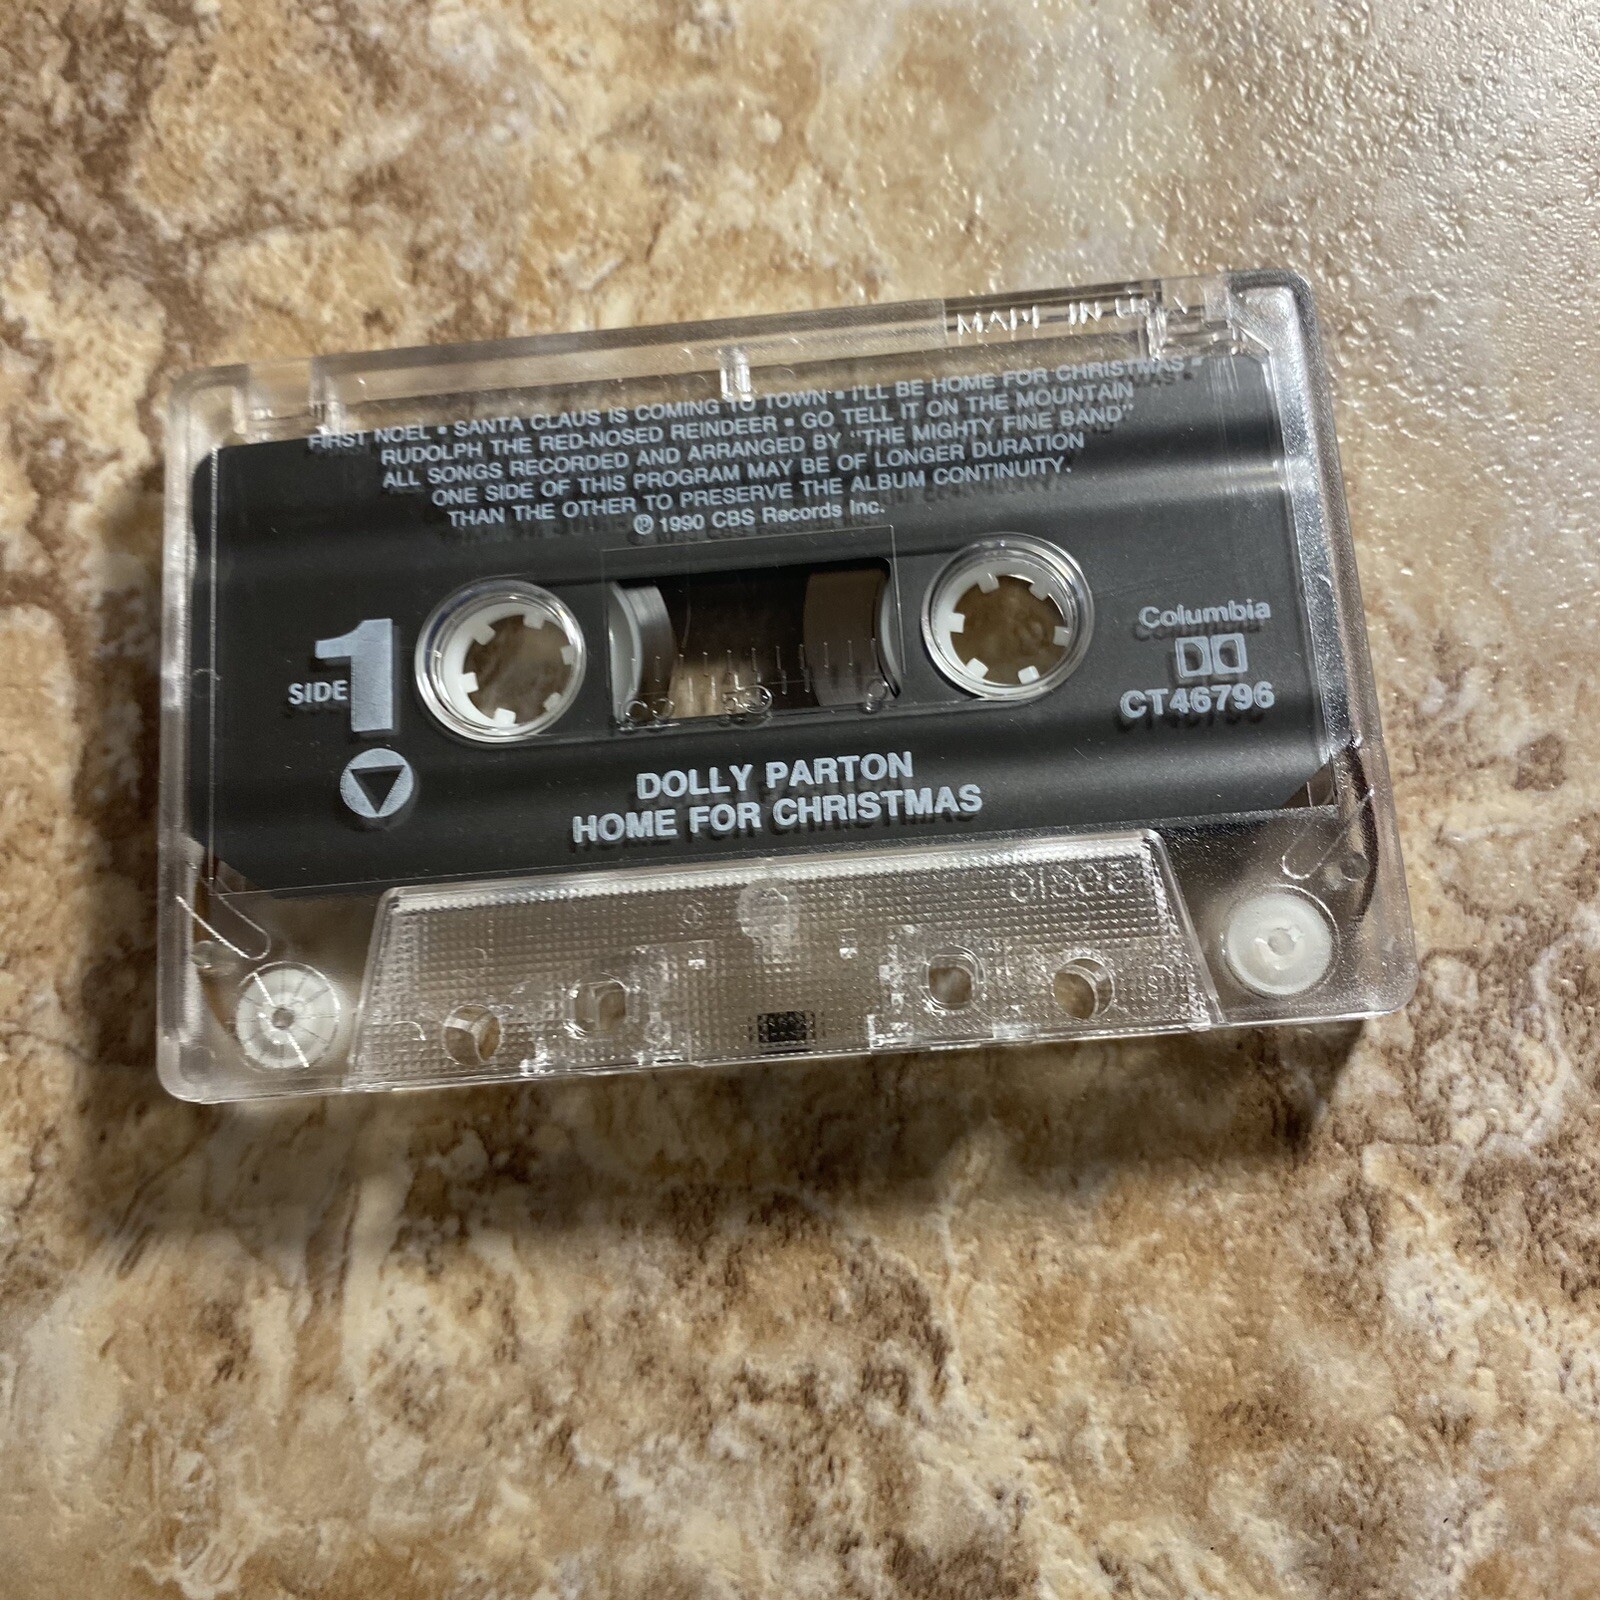 MADE IN U.S.A.
FIRST NOEL ▪ SANTA CLAUS IS COMING TO TOWN ▪ I'LL BE HOME FOR CHRISTMAS ▪
RUDOLPH THE RED-NOSED REINDEER ▪ GO TELL IT ON THE MOUNTAIN
ALL SONGS RECORDED AND ARRANGED BY "THE MIGHTY FINE BAND"
ONE SIDE OF THIS PROGRAM MAY BE OF LONGER DURATION
THAN THE OTHER TO PRESERVE THE ALBUM CONTINUITY.
℗ 1990 CBS Records Inc.
SIDE 1
Columbia
CT46796
50
0
DOLLY PARTON
HOME FOR CHRISTMAS